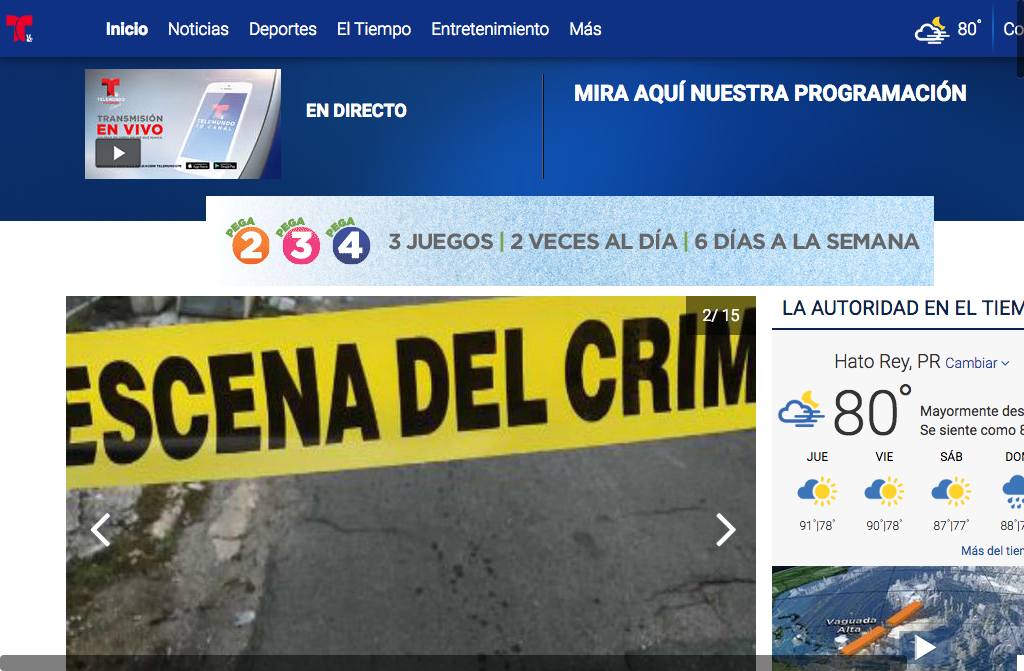 Inicio Noticias Deportes El Tiempo Entretenimiento Más 80° Co
TELEMUNDO
TRANSMISIÓN
EN VIVO
TELEMUNDO
TU CANAL
EN DIRECTO
MIRA AQUÍ NUESTRA PROGRAMACIÓN
PEGA 2 PEGA 3 PEGA 4 3 JUEGOS | 2 VECES AL DÍA | 6 DÍAS A LA SEMANA
2/ 15
ESCENA DEL CRIM
LA AUTORIDAD EN EL TIEM
Hato Rey, PR Cambiar
80°
Mayormente des
Se siente como 8
JUE VIE SÁB DOM
91°|78° 90°|78° 87°|77° 88°|7
Más del tiem
Vaguada
Alta